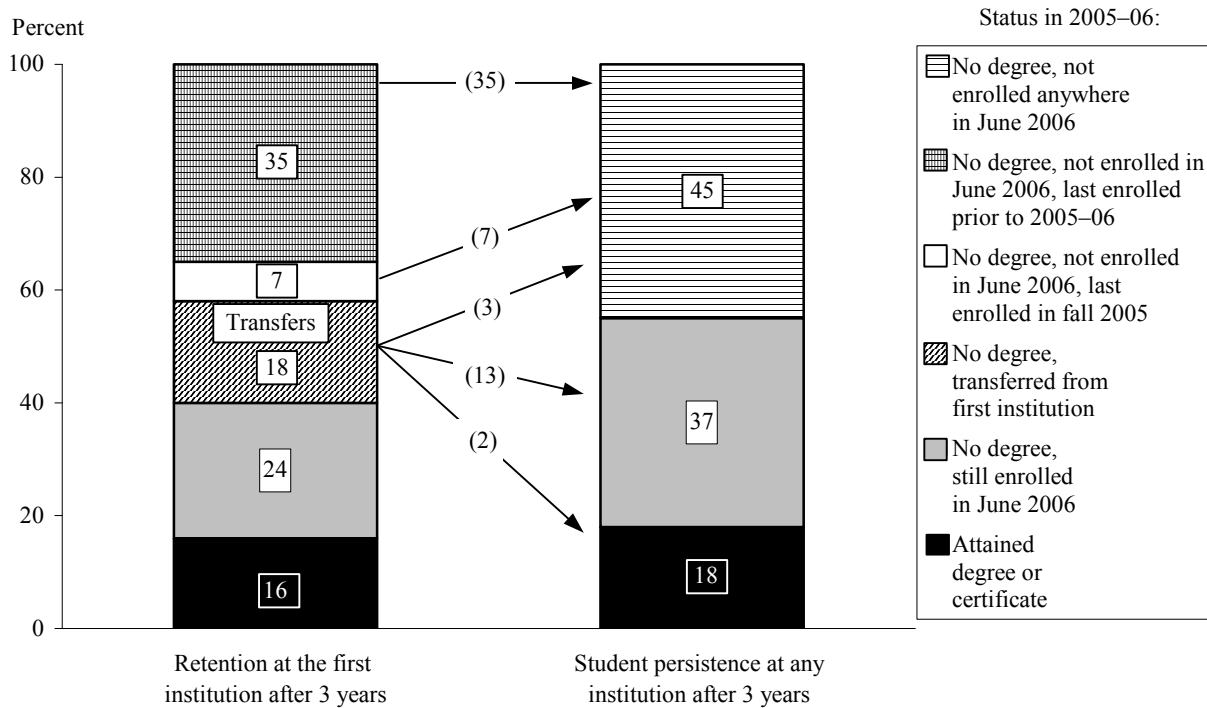 Percent
100
80
60
40
20
0
35
7
Transfers
18
24
16
(35)
(7)
(3)
(13)
(2)
45
37
18
Retention at the first
institution after 3 years
Student persistence at any
institution after 3 years
Status in 2005–06:
No degree, not
enrolled anywhere
in June 2006
No degree, not enrolled in
June 2006, last enrolled
prior to 2005–06
No degree, not enrolled
in June 2006, last
enrolled in fall 2005
No degree,
transferred from
first institution
No degree,
still enrolled
in June 2006
Attained
degree or
certificate